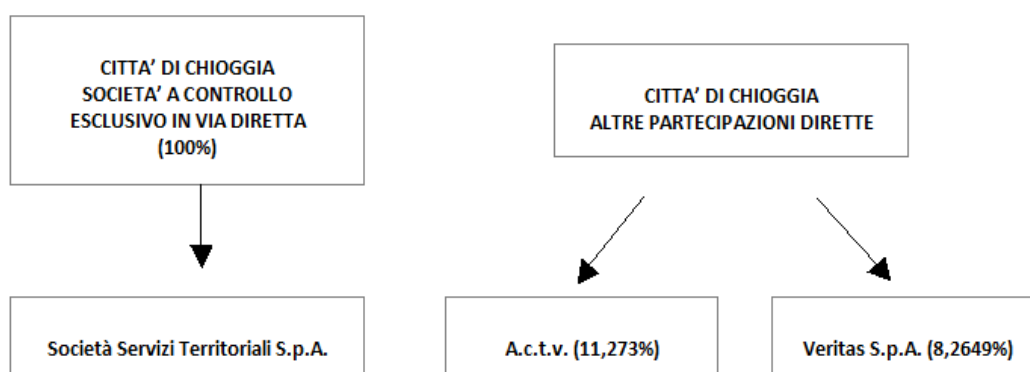 CITTA' DI CHIOGGIA
SOCIETA' A CONTROLLO
ESCLUSIVO IN VIA DIRETTA
(100%)
CITTA' DI CHIOGGIA
ALTRE PARTECIPAZIONI DIRETTE
Società Servizi Territoriali S.p.A.
A.c.t.v. (11,273%)
Veritas S.p.A. (8,2649%)